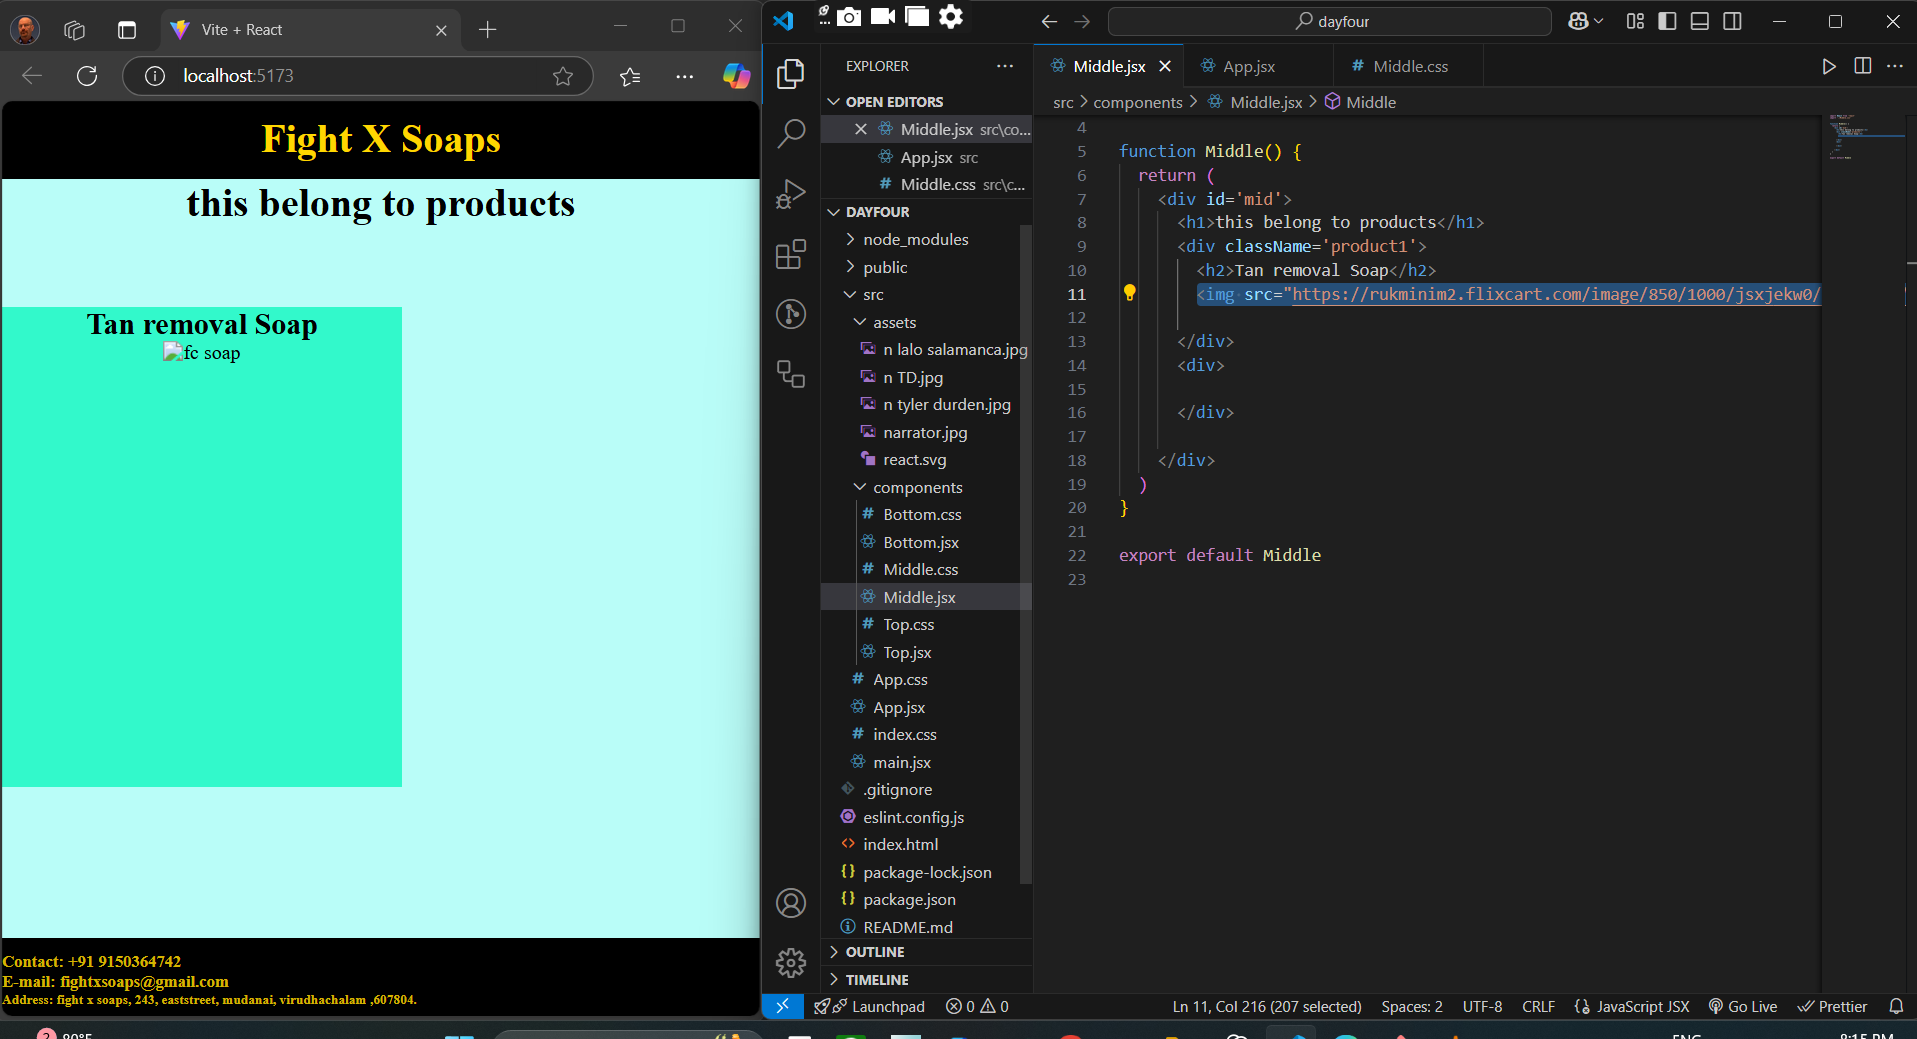 Vite + React
localhost:5173
Fight X Soaps
this belong to products
Tan removal Soap
fc soap
Contact: +91 9150364742
E-mail: fightxsoaps@gmail.com
Address: fight x soaps, 243, eaststreet, mudanai, virudhachalam ,607804.
dayfour
EXPLORER
OPEN EDITORS
Middle.jsx src\co...
App.jsx src
Middle.css src\c...
DAYFOUR
node_modules
public
src
assets
n lalo salamanca.jpg
n TD.jpg
n tyler durden.jpg
narrator.jpg
react.svg
components
Bottom.css
Bottom.jsx
Middle.css
Middle.jsx
Top.css
Top.jsx
App.css
App.jsx
index.css
main.jsx
.gitignore
eslint.config.js
index.html
package-lock.json
package.json
README.md
OUTLINE
TIMELINE
Middle.jsx
App.jsx
Middle.css
src > components > Middle.jsx > Middle
4
5 function Middle() {
6 return (
7 <div id='mid'>
8 <h1>this belong to products</h1>
9 <div className='product1'>
10 <h2>Tan removal Soap</h2>
11 <img src="https://rukminim2.flixcart.com/image/850/1000/jsxjekw0/
12
13 </div>
14 <div>
15
16 </div>
17
18 </div>
19 )
20 }
21
22 export default Middle
23
Launchpad
0 0
Ln 11, Col 216 (207 selected)
Spaces: 2
UTF-8
CRLF
JavaScript JSX
Go Live
Prettier
2
80°F
ENG
8:15 PM